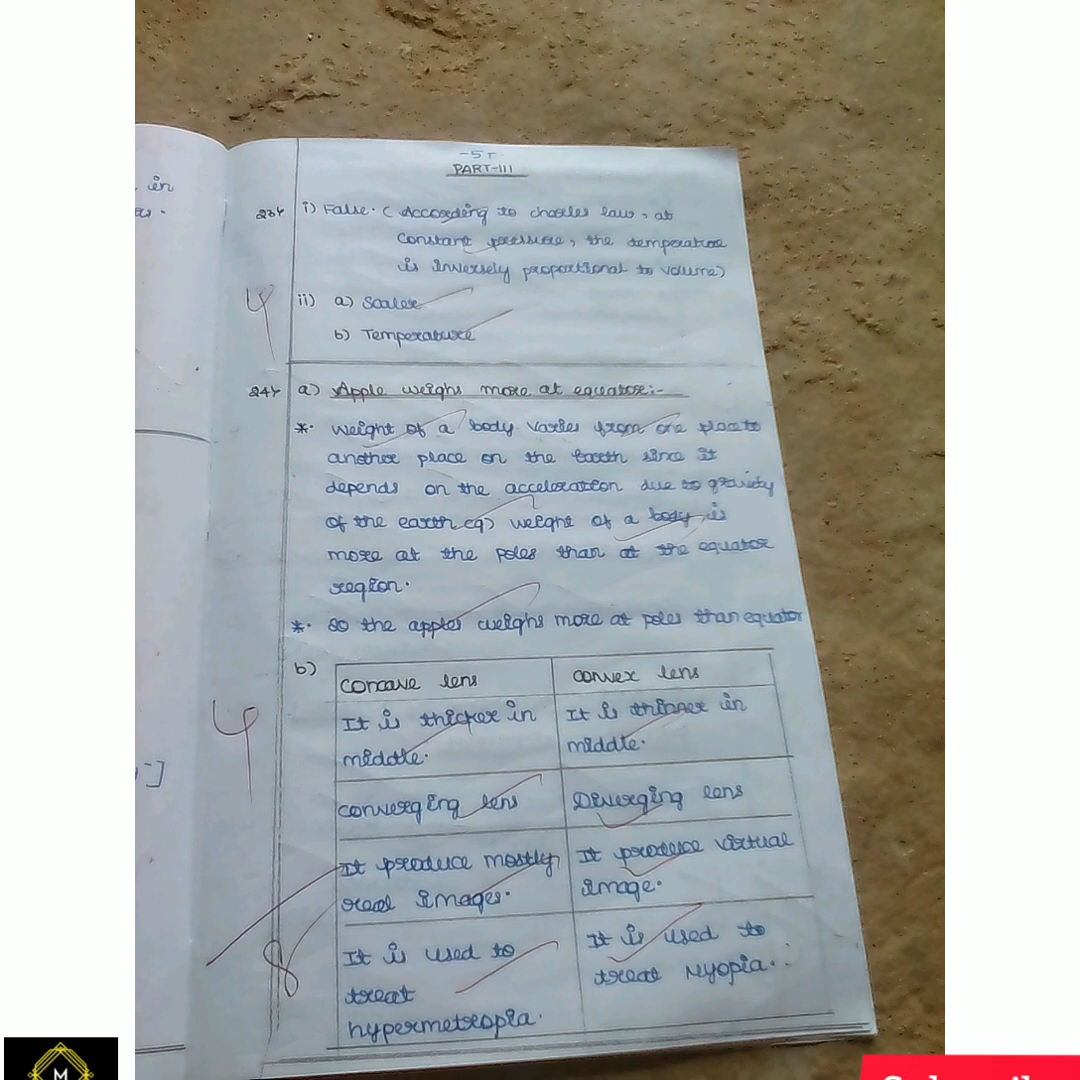 in
-5-
PART-III
23) i) False. (According to charles law, at
constant pressure, the temperature
is inversely proportional to volume)
4
ii) a) Scaler
b) Temperature
24) a) Apple weighs more at equator:-
*. Weight of a body varies from one place to
another place on the Earth since it
depends on the acceleration due to gravity
of the earth eg) weight of a body is
more at the poles than at the equator
region.
*. So the apples weighs more at poles than equator
b)
Concave lens
Convex lens
It is thicker in
middle.
It is thinner in
middle.
4
Converging lens
Diverging lens
It produce mostly
real images.
It produce virtual
image.
8
It is used to
treat
hypermetropia.
It is used to
treat Myopia.
M